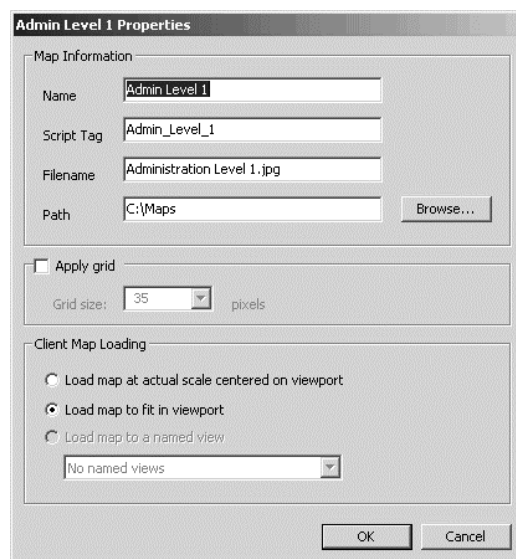 Admin Level 1 Properties
Map Information
Name Admin Level 1
Script Tag Admin_Level_1
Filename Administration Level 1.jpg
Path C:\Maps Browse...
Apply grid
Grid size: 35 pixels
Client Map Loading
Load map at actual scale centered on viewport
Load map to fit in viewport
Load map to a named view
No named views
OK Cancel